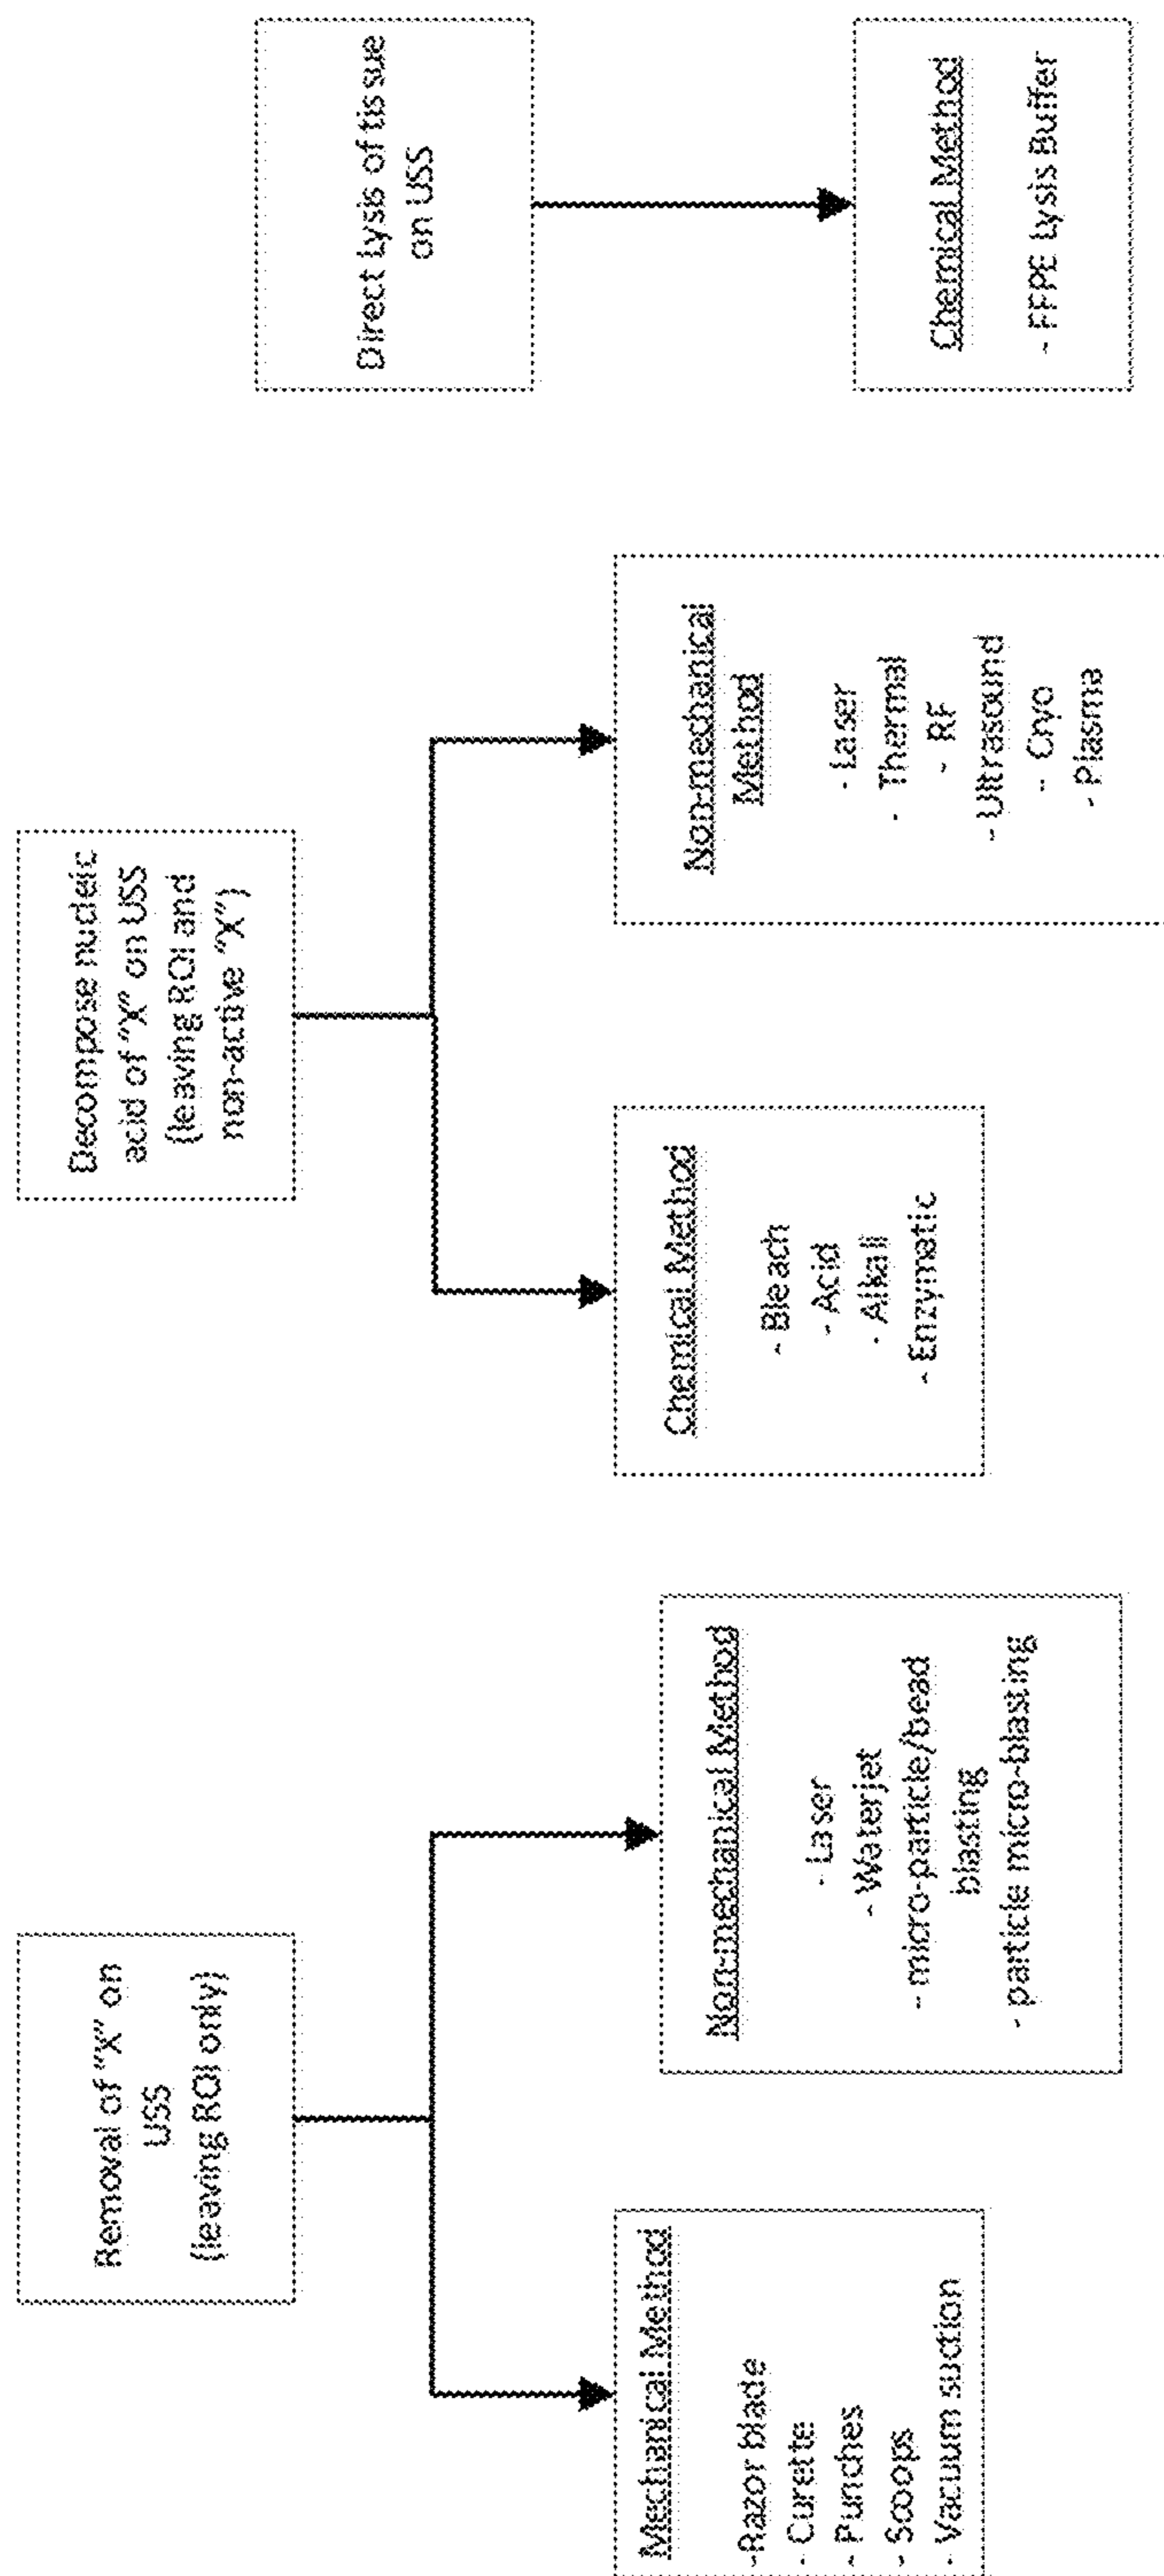 Removal of "X" on
USS
(leaving ROI only)
Mechanical Method
-Razor blade
- Curette
- Punches
- Scoops
- Vacuum suction
Non-mechanical Method
- Laser
- Waterjet
- micro-particle/bead
blasting
- particle micro-blasting
Decompose nucleic
acid of "X" on USS
(leaving ROI and
non-active "X")
Chemical Method
- Bleach
- Acid
- Alkali
- Enzymatic
Non-mechanical
Method
- Laser
- Thermal
- RF
- Ultrasound
- Cryo
- Plasma
Direct Lysis of tissue
on USS
Chemical Method
- FFPE Lysis Buffer